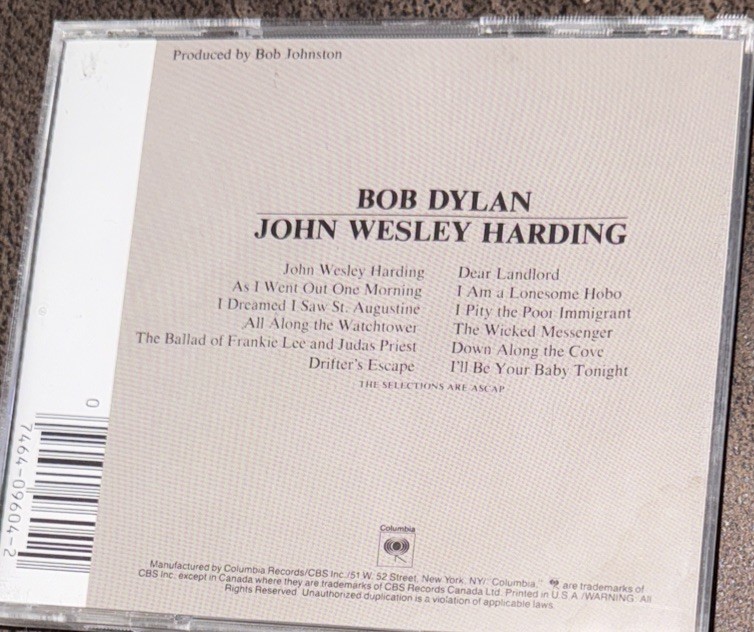 Produced by Bob Johnston
BOB DYLAN
JOHN WESLEY HARDING
John Wesley Harding
As I Went Out One Morning
I Dreamed I Saw St. Augustine
All Along the Watchtower
The Ballad of Frankie Lee and Judas Priest
Drifter's Escape
Dear Landlord
I Am a Lonesome Hobo
I Pity the Poor Immigrant
The Wicked Messenger
Down Along the Cove
I'll Be Your Baby Tonight
THE SELECTIONS ARE ASCAP
Columbia
Manufactured by Columbia Records/CBS Inc./51 W. 52 Street, New York, NY/"Columbia," are trademarks of
CBS Inc. except in Canada where they are trademarks of CBS Records Canada Ltd. Printed in U.S.A./WARNING: All
Rights Reserved. Unauthorized duplication is a violation of applicable laws.
0
7464-09604-2